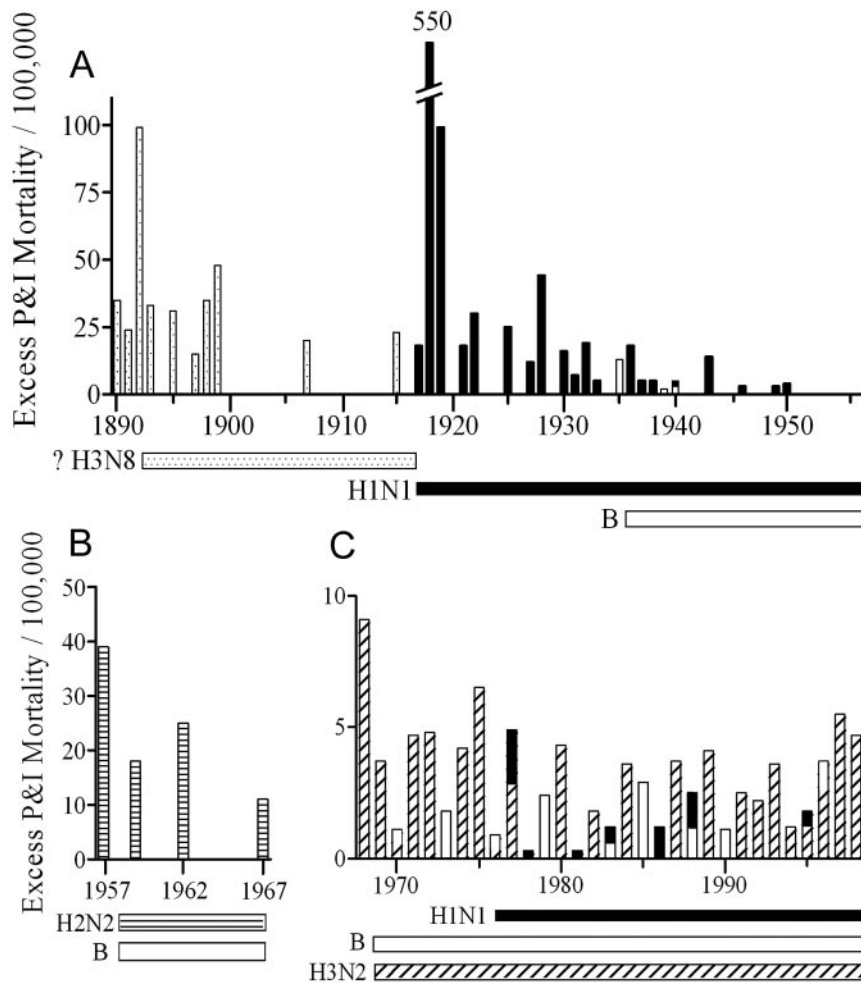 550
A
Excess P&I Mortality / 100,000
100
75
50
25
0
1890 1900 1910 1920 1930 1940 1950
? H3N8
H1N1
B
B
Excess P&I Mortality / 100,000
50
40
30
20
10
0
1957 1962 1967
H2N2
B
C
10
5
0
1970 1980 1990
H1N1
B
H3N2